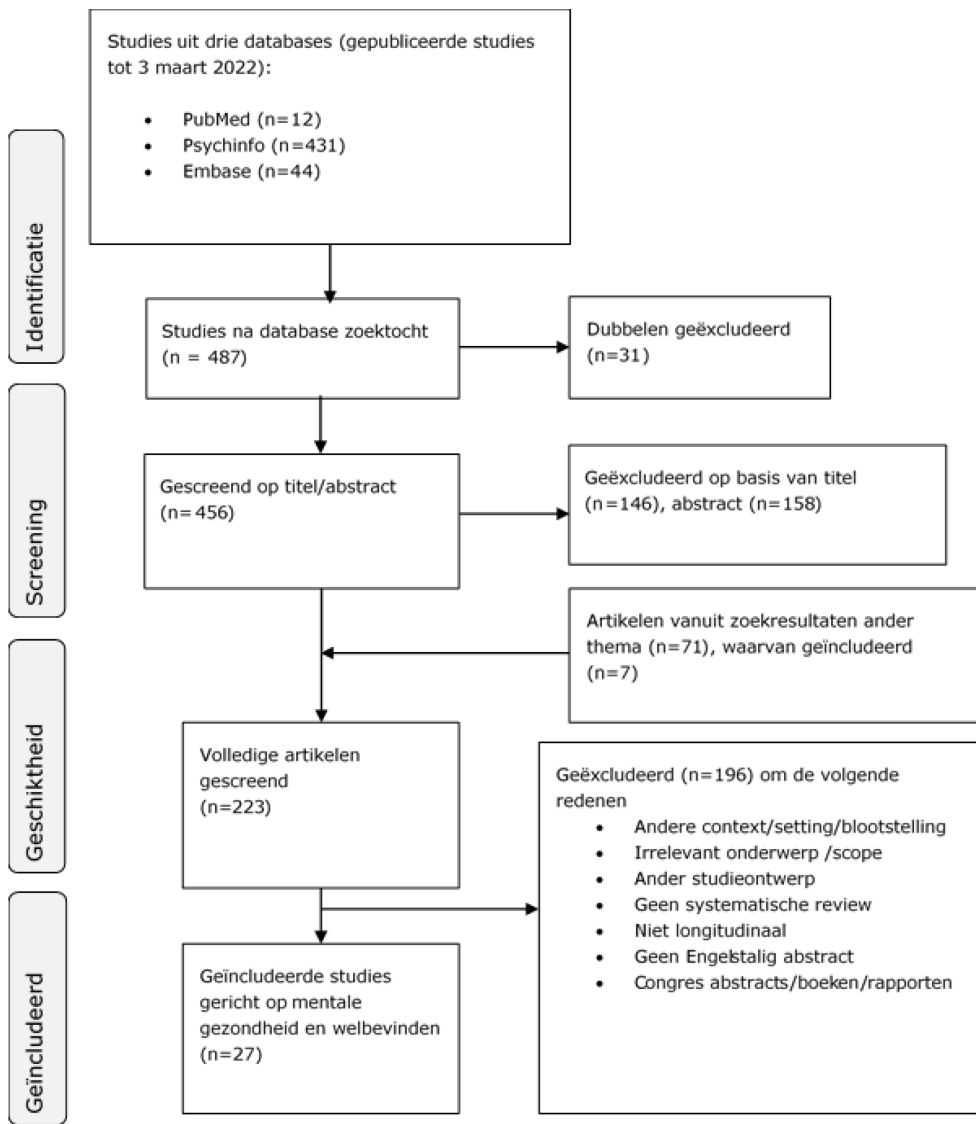 Studies uit drie databases (gepubliceerde studies
tot 3 maart 2022):
• PubMed (n=12)
• Psychinfo (n=431)
• Embase (n=44)
Identificatie
Studies na database zoektocht
(n = 487)
Dubbelen geëxcludeerd
(n=31)
Screening
Gescreend op titel/abstract
(n=456)
Geëxcludeerd op basis van titel
(n=146), abstract (n=158)
Artikelen vanuit zoekresultaten ander
thema (n=71), waarvan geïncludeerd
(n=7)
Geschiktheid
Volledige artikelen
gescreend
(n=223)
Geëxcludeerd (n=196) om de volgende
redenen
• Andere context/setting/blootstelling
• Irrelevant onderwerp /scope
• Ander studieontwerp
• Geen systematische review
• Niet longitudinaal
• Geen Engelstalig abstract
• Congres abstracts/boeken/rapporten
Geïncludeerd
Geïncludeerde studies
gericht op mentale
gezondheid en welbevinden
(n=27)